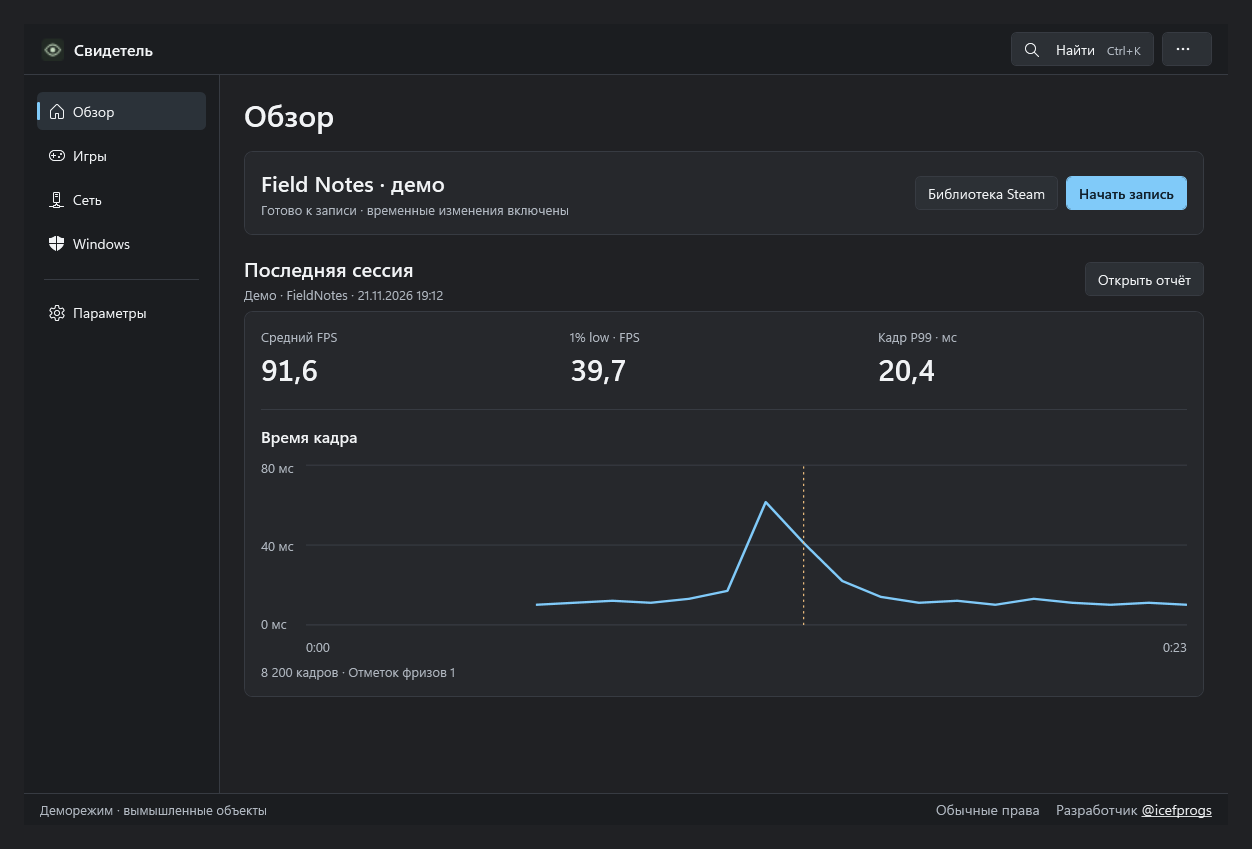 Свидетель
Найти Ctrl+K
Обзор
Игры
Сеть
Windows
Параметры
Обзор
Field Notes · демо
Готово к записи · временные изменения включены
Библиотека Steam
Начать запись
Последняя сессия
Демо · FieldNotes · 21.11.2026 19:12
Открыть отчёт
Средний FPS
91,6
1% low · FPS
39,7
Кадр P99 · мс
20,4
Время кадра
80 мс
40 мс
0 мс
0:00
0:23
8 200 кадров · Отметок фризов 1
Деморежим · вымышленные объекты
Обычные права
Разработчик @icefprogs